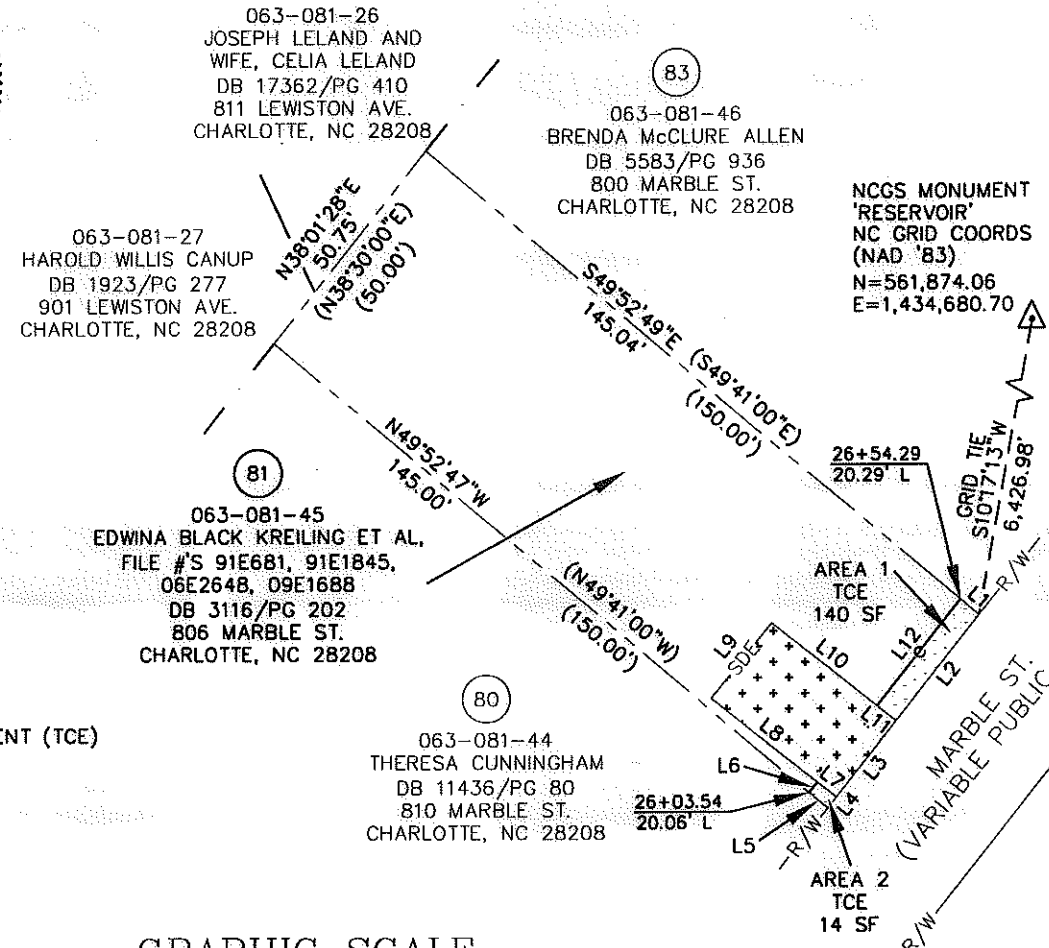 063-081-26
JOSEPH LELAND AND
WIFE, CELIA LELAND
DB 17362/PG 410
811 LEWISTON AVE.
CHARLOTTE, NC 28208
83
063-081-46
BRENDA McCLURE ALLEN
DB 5583/PG 936
800 MARBLE ST.
CHARLOTTE, NC 28208
NCGS MONUMENT
'RESERVOIR'
NC GRID COORDS
(NAD '83)
N=561,874.06
E=1,434,680.70
063-081-27
HAROLD WILLIS CANUP
DB 1923/PG 277
901 LEWISTON AVE.
CHARLOTTE, NC 28208
N38°01'28"E
50.75'
(N38°30'00"E)
(50.00')
S49°52'49"E (S49°41'00"E)
145.04' (150.00')
GRID TIE
S10°17'13"W
6,426.98'
N49°52'47"W
145.00'
(N49°41'00"W)
(150.00')
26+54.29
20.29' L
81
063-081-45
EDWINA BLACK KREILING ET AL,
FILE #'S 91E681, 91E1845,
06E2648, 09E1688
DB 3116/PG 202
806 MARBLE ST.
CHARLOTTE, NC 28208
AREA 1
TCE
140 SF
L1
R/W
L12
L2
L9
SDE
L10
L11
L8
L3
L7
L6
L4
L5
R/W
MARBLE ST.
(VARIABLE PUBLIC
80
063-081-44
THERESA CUNNINGHAM
DB 11436/PG 80
810 MARBLE ST.
CHARLOTTE, NC 28208
26+03.54
20.06' L
ENT (TCE)
AREA 2
TCE
14 SF
R/W
GRAPHIC SCALE